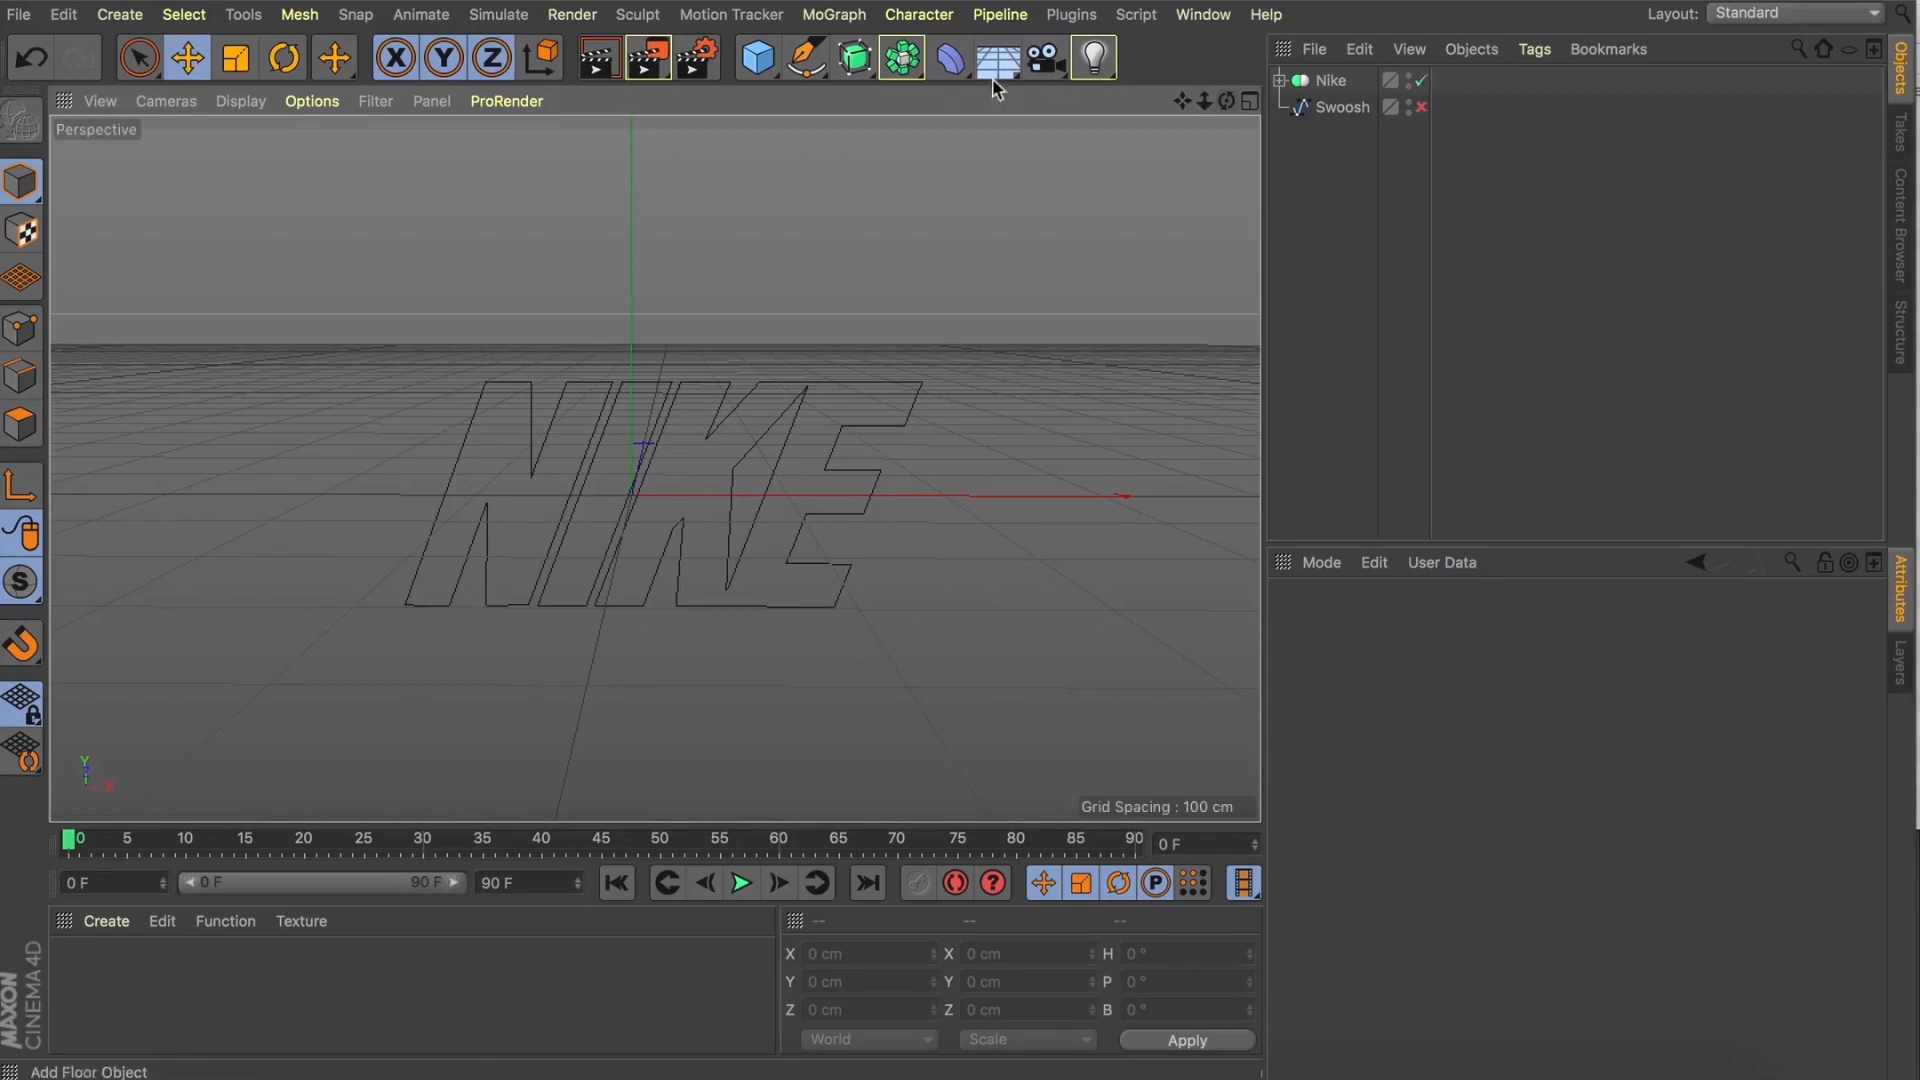 File Edit Create Select Tools Mesh Snap Animate Simulate Render Sculpt Motion Tracker MoGraph Character Pipeline Plugins Script Window Help Layout: Standard
X Y Z
File Edit View Objects Tags Bookmarks
Objects
Takes
Content Browser
Structure
View Cameras Display Options Filter Panel ProRender
Nike
Swoosh
Perspective
NIKE
Y
Z
X
Grid Spacing : 100 cm
Mode Edit User Data
Attributes
Layers
S
0 5 10 15 20 25 30 35 40 45 50 55 60 65 70 75 80 85 90 0 F
0 F 0 F 90 F 90 F ? P
Create Edit Function Texture
-- -- --
X 0 cm X 0 cm H 0 °
Y 0 cm Y 0 cm P 0 °
Z 0 cm Z 0 cm B 0 °
World Scale Apply
MAXON
CINEMA 4D
Add Floor Object